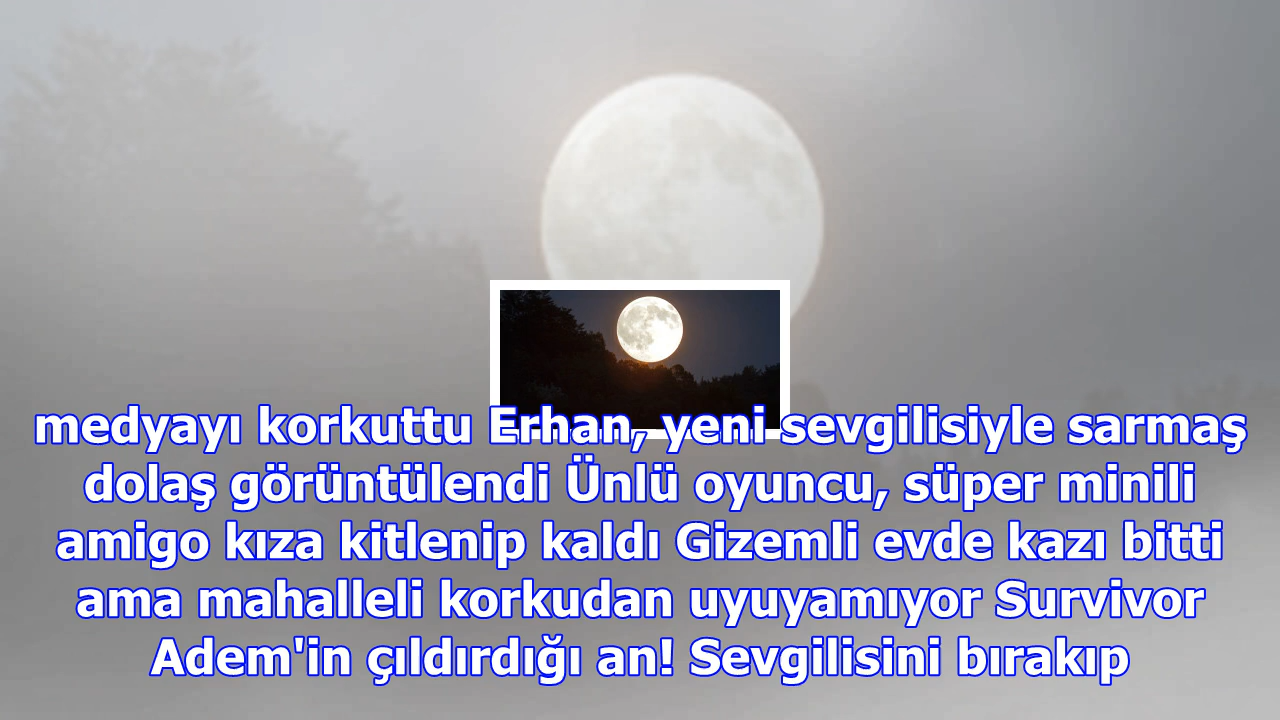 medyayı korkuttu Erhan, yeni sevgilisiyle sarmaş
dolaş görüntülendi Ünlü oyuncu, süper minili
amigo kıza kitlenip kaldı Gizemli evde kazı bitti
ama mahalleli korkudan uyuyamıyor Survivor
Adem'in çıldırdığı an! Sevgilisini bırakıp